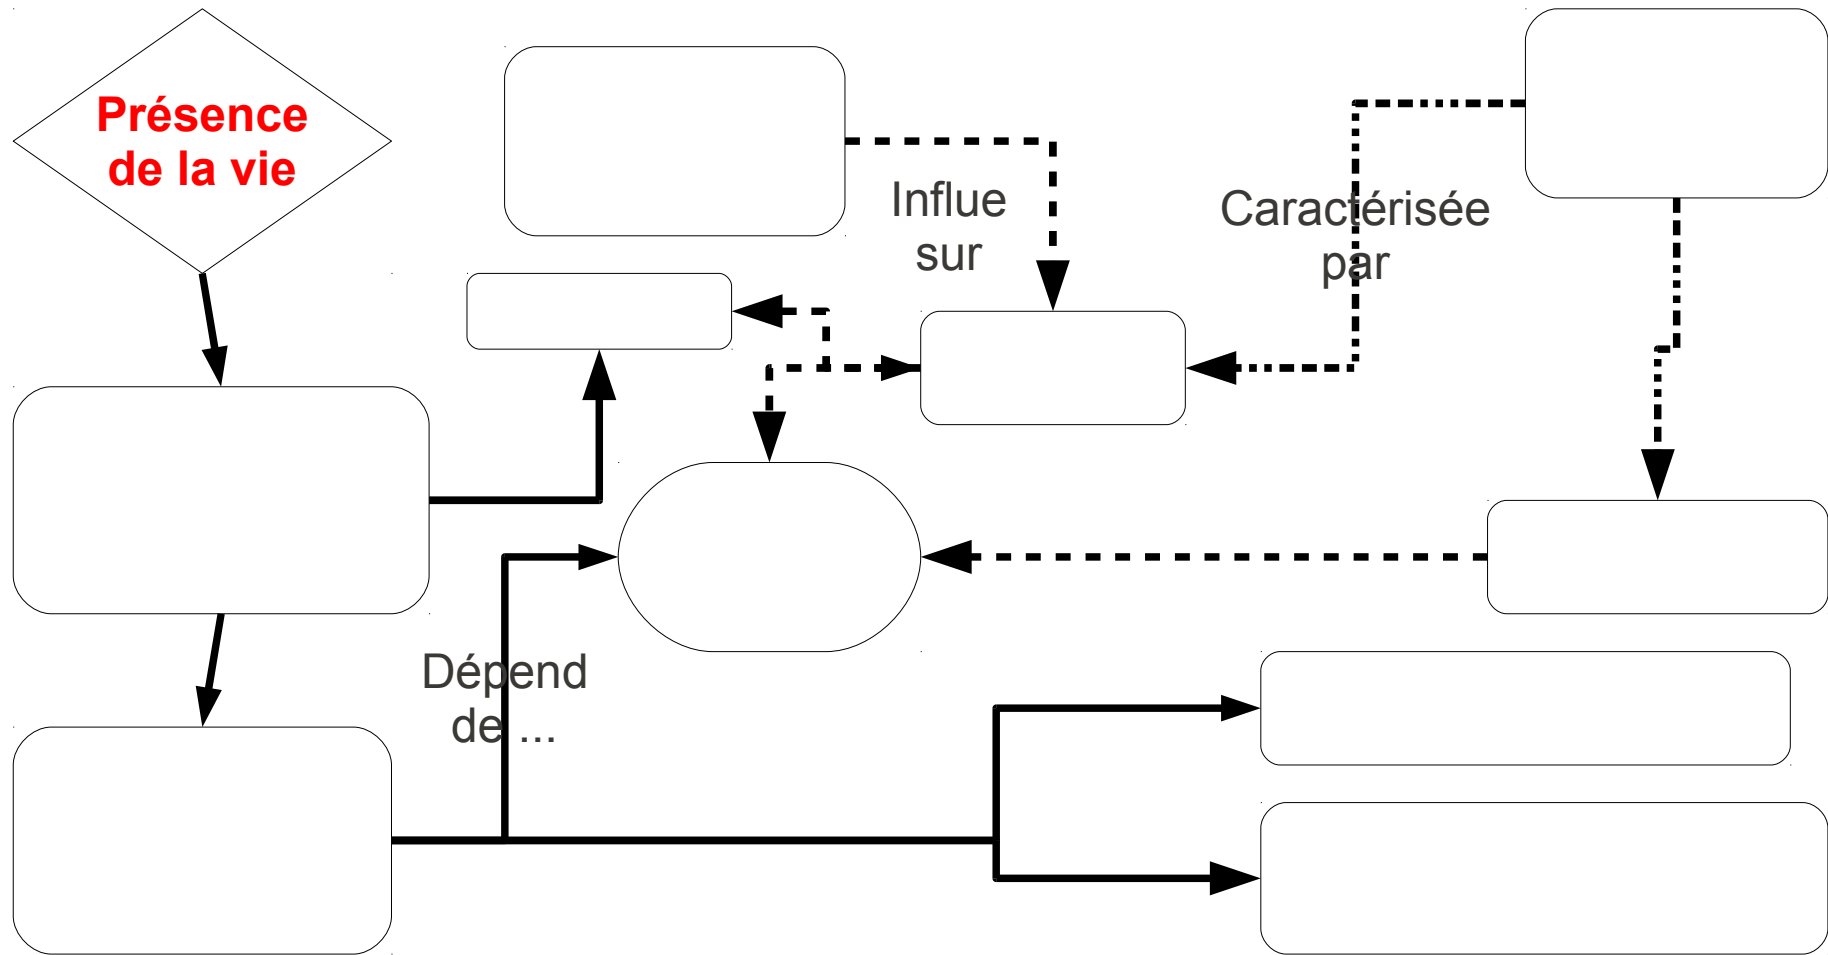 Présence
de la vie
Influe
sur
Caractérisée
par
Dépend
de ...